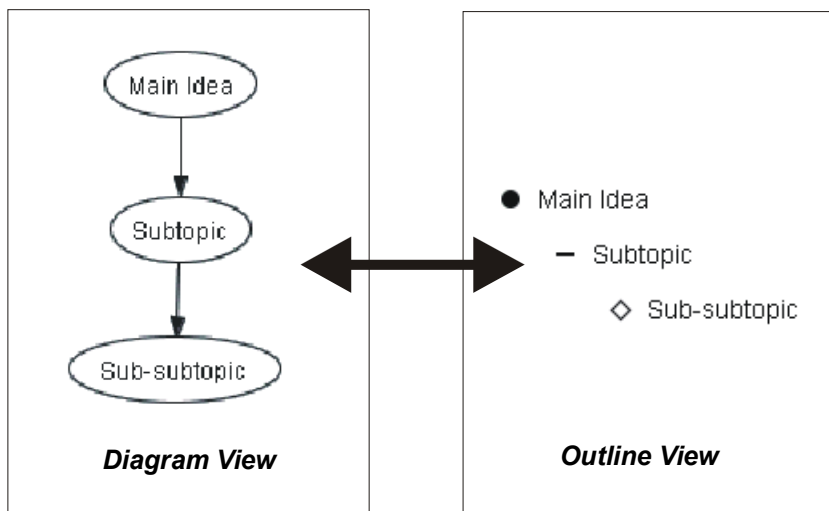 Main Idea
Subtopic
Sub-subtopic
Diagram View
Main Idea
Subtopic
Sub-subtopic
Outline View